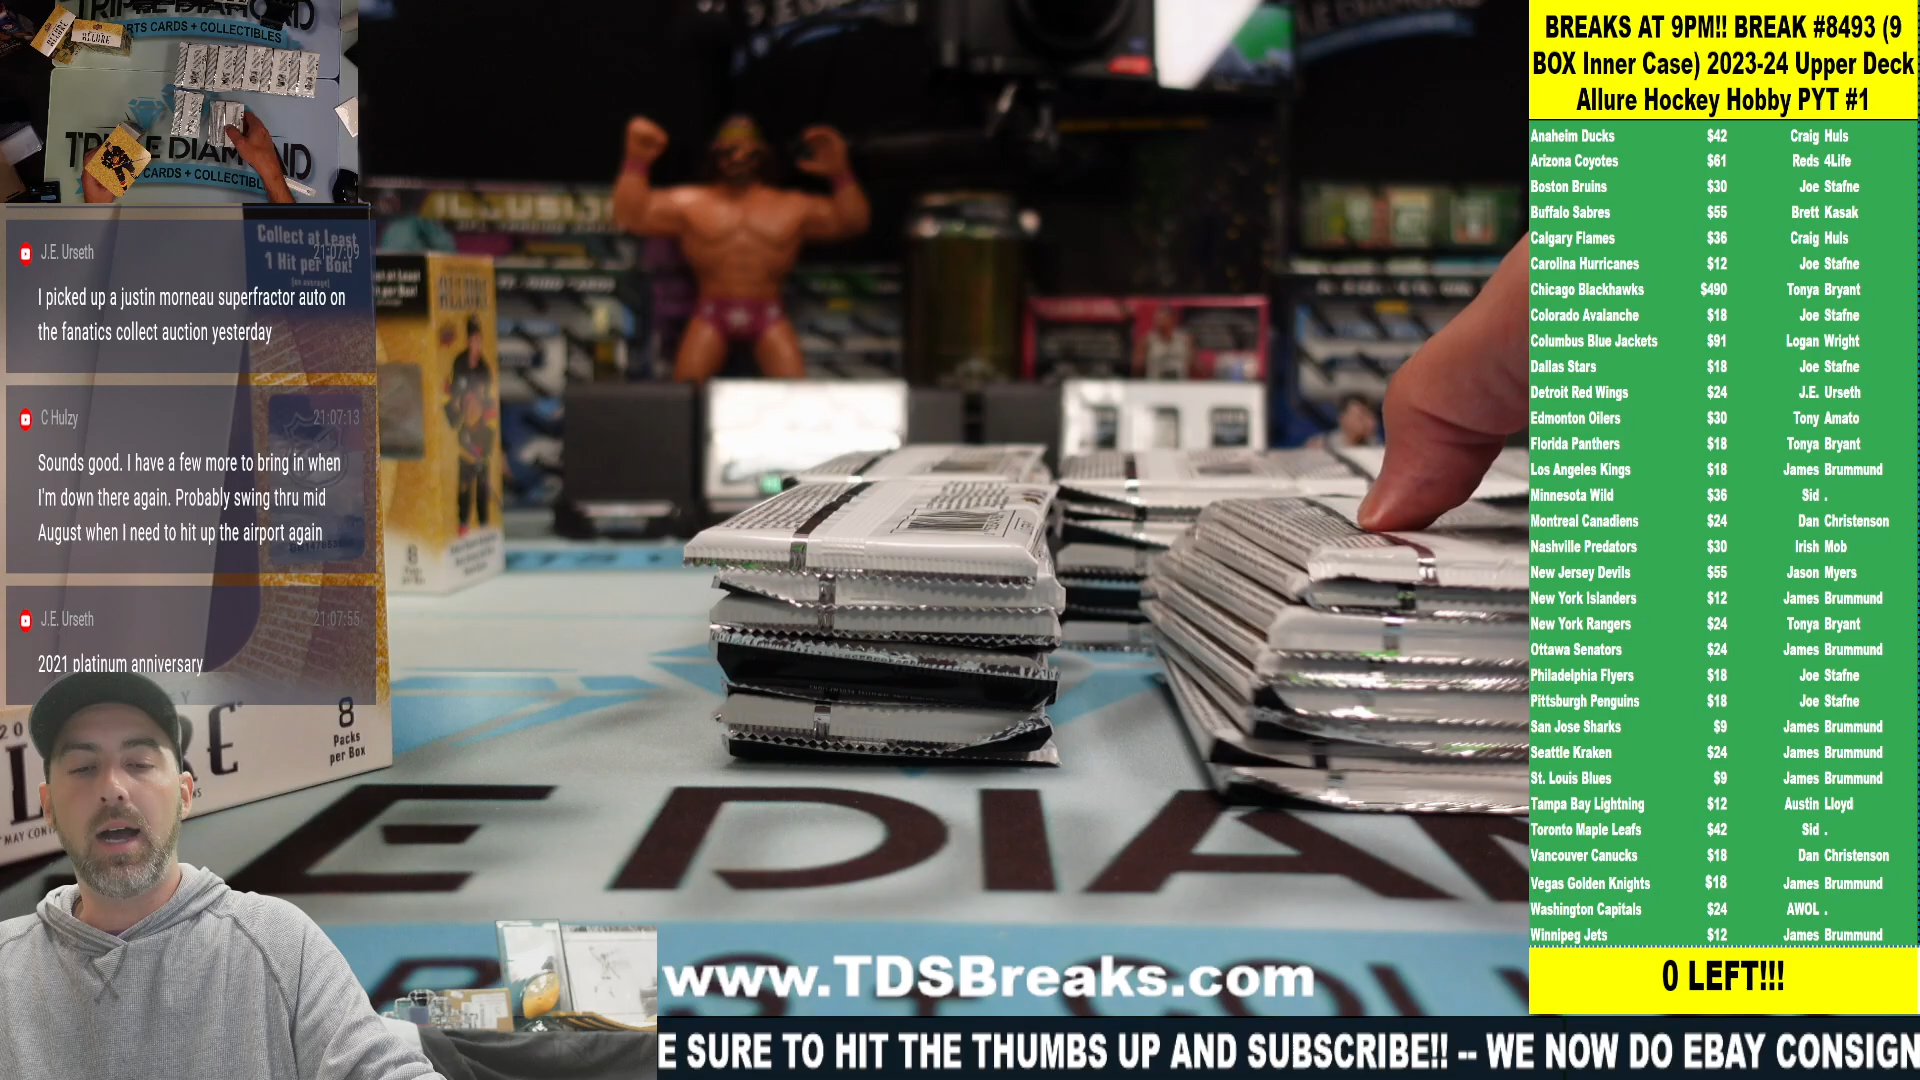 TRIPLE DIAMOND
SPORTS CARDS + COLLECTIBLES
TRIPLE DIAMOND
CARDS + COLLECTIBLES
Collect at Least
1 Hit per Box!
J.E. Urseth
21:07:09
I picked up a justin morneau superfractor auto on
the fanatics collect auction yesterday
C Hulzy
21:07:13
Sounds good. I have a few more to bring in when
I'm down there again. Probably swing thru mid
August when I need to hit up the airport again
J.E. Urseth
21:07:55
2021 platinum anniversary
8
Packs
per Box
E DIAM
www.TDSBreaks.com
E SURE TO HIT THE THUMBS UP AND SUBSCRIBE!! -- WE NOW DO EBAY CONSIGN
BREAKS AT 9PM!! BREAK #8493 (9
BOX Inner Case) 2023-24 Upper Deck
Allure Hockey Hobby PYT #1
Anaheim Ducks $42 Craig Huls
Arizona Coyotes $61 Reds 4Life
Boston Bruins $30 Joe Stafne
Buffalo Sabres $55 Brett Kasak
Calgary Flames $36 Craig Huls
Carolina Hurricanes $12 Joe Stafne
Chicago Blackhawks $490 Tonya Bryant
Colorado Avalanche $18 Joe Stafne
Columbus Blue Jackets $91 Logan Wright
Dallas Stars $18 Joe Stafne
Detroit Red Wings $24 J.E. Urseth
Edmonton Oilers $30 Tony Amato
Florida Panthers $18 Tonya Bryant
Los Angeles Kings $18 James Brummund
Minnesota Wild $36 Sid .
Montreal Canadiens $24 Dan Christenson
Nashville Predators $30 Irish Mob
New Jersey Devils $55 Jason Myers
New York Islanders $12 James Brummund
New York Rangers $24 Tonya Bryant
Ottawa Senators $24 James Brummund
Philadelphia Flyers $18 Joe Stafne
Pittsburgh Penguins $18 Joe Stafne
San Jose Sharks $9 James Brummund
Seattle Kraken $24 James Brummund
St. Louis Blues $9 James Brummund
Tampa Bay Lightning $12 Austin Lloyd
Toronto Maple Leafs $42 Sid .
Vancouver Canucks $18 Dan Christenson
Vegas Golden Knights $18 James Brummund
Washington Capitals $24 AWOL .
Winnipeg Jets $12 James Brummund
0 LEFT!!!